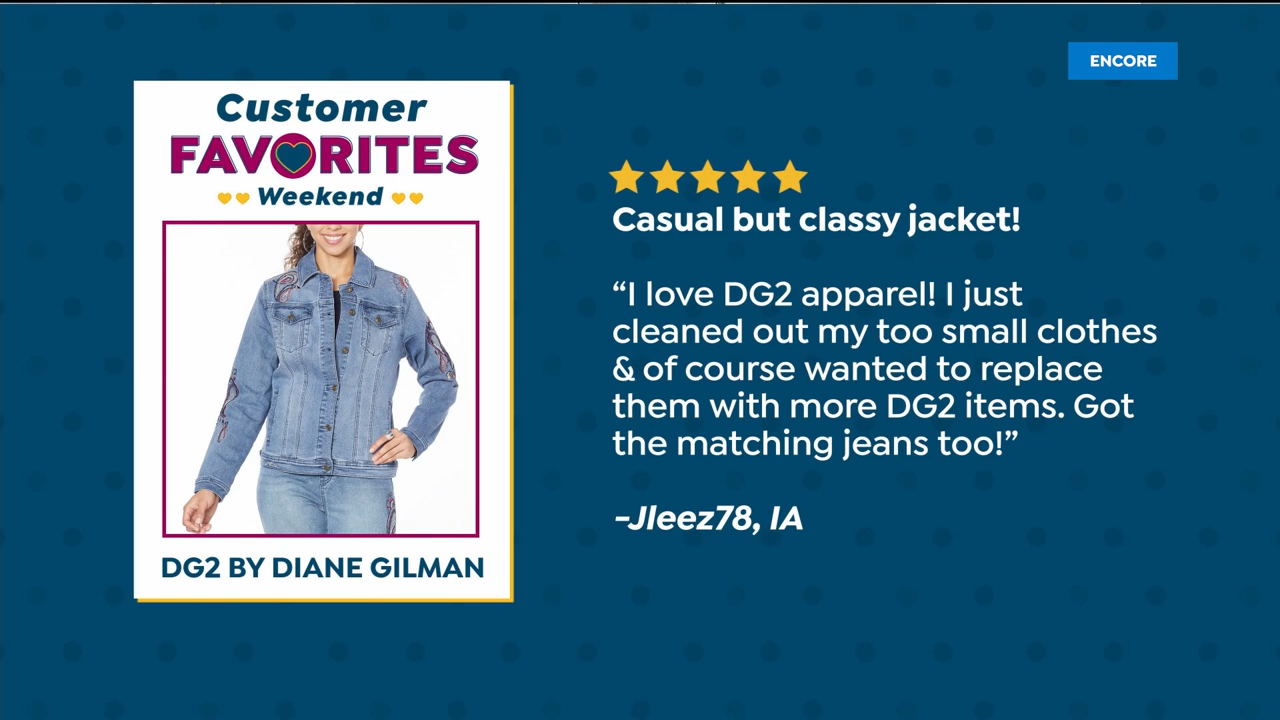 ENCORE
Customer
FAVORITES
Weekend
DG2 BY DIANE GILMAN
Casual but classy jacket!
“I love DG2 apparel! I just
cleaned out my too small clothes
& of course wanted to replace
them with more DG2 items. Got
the matching jeans too!”
-Jleez78, IA